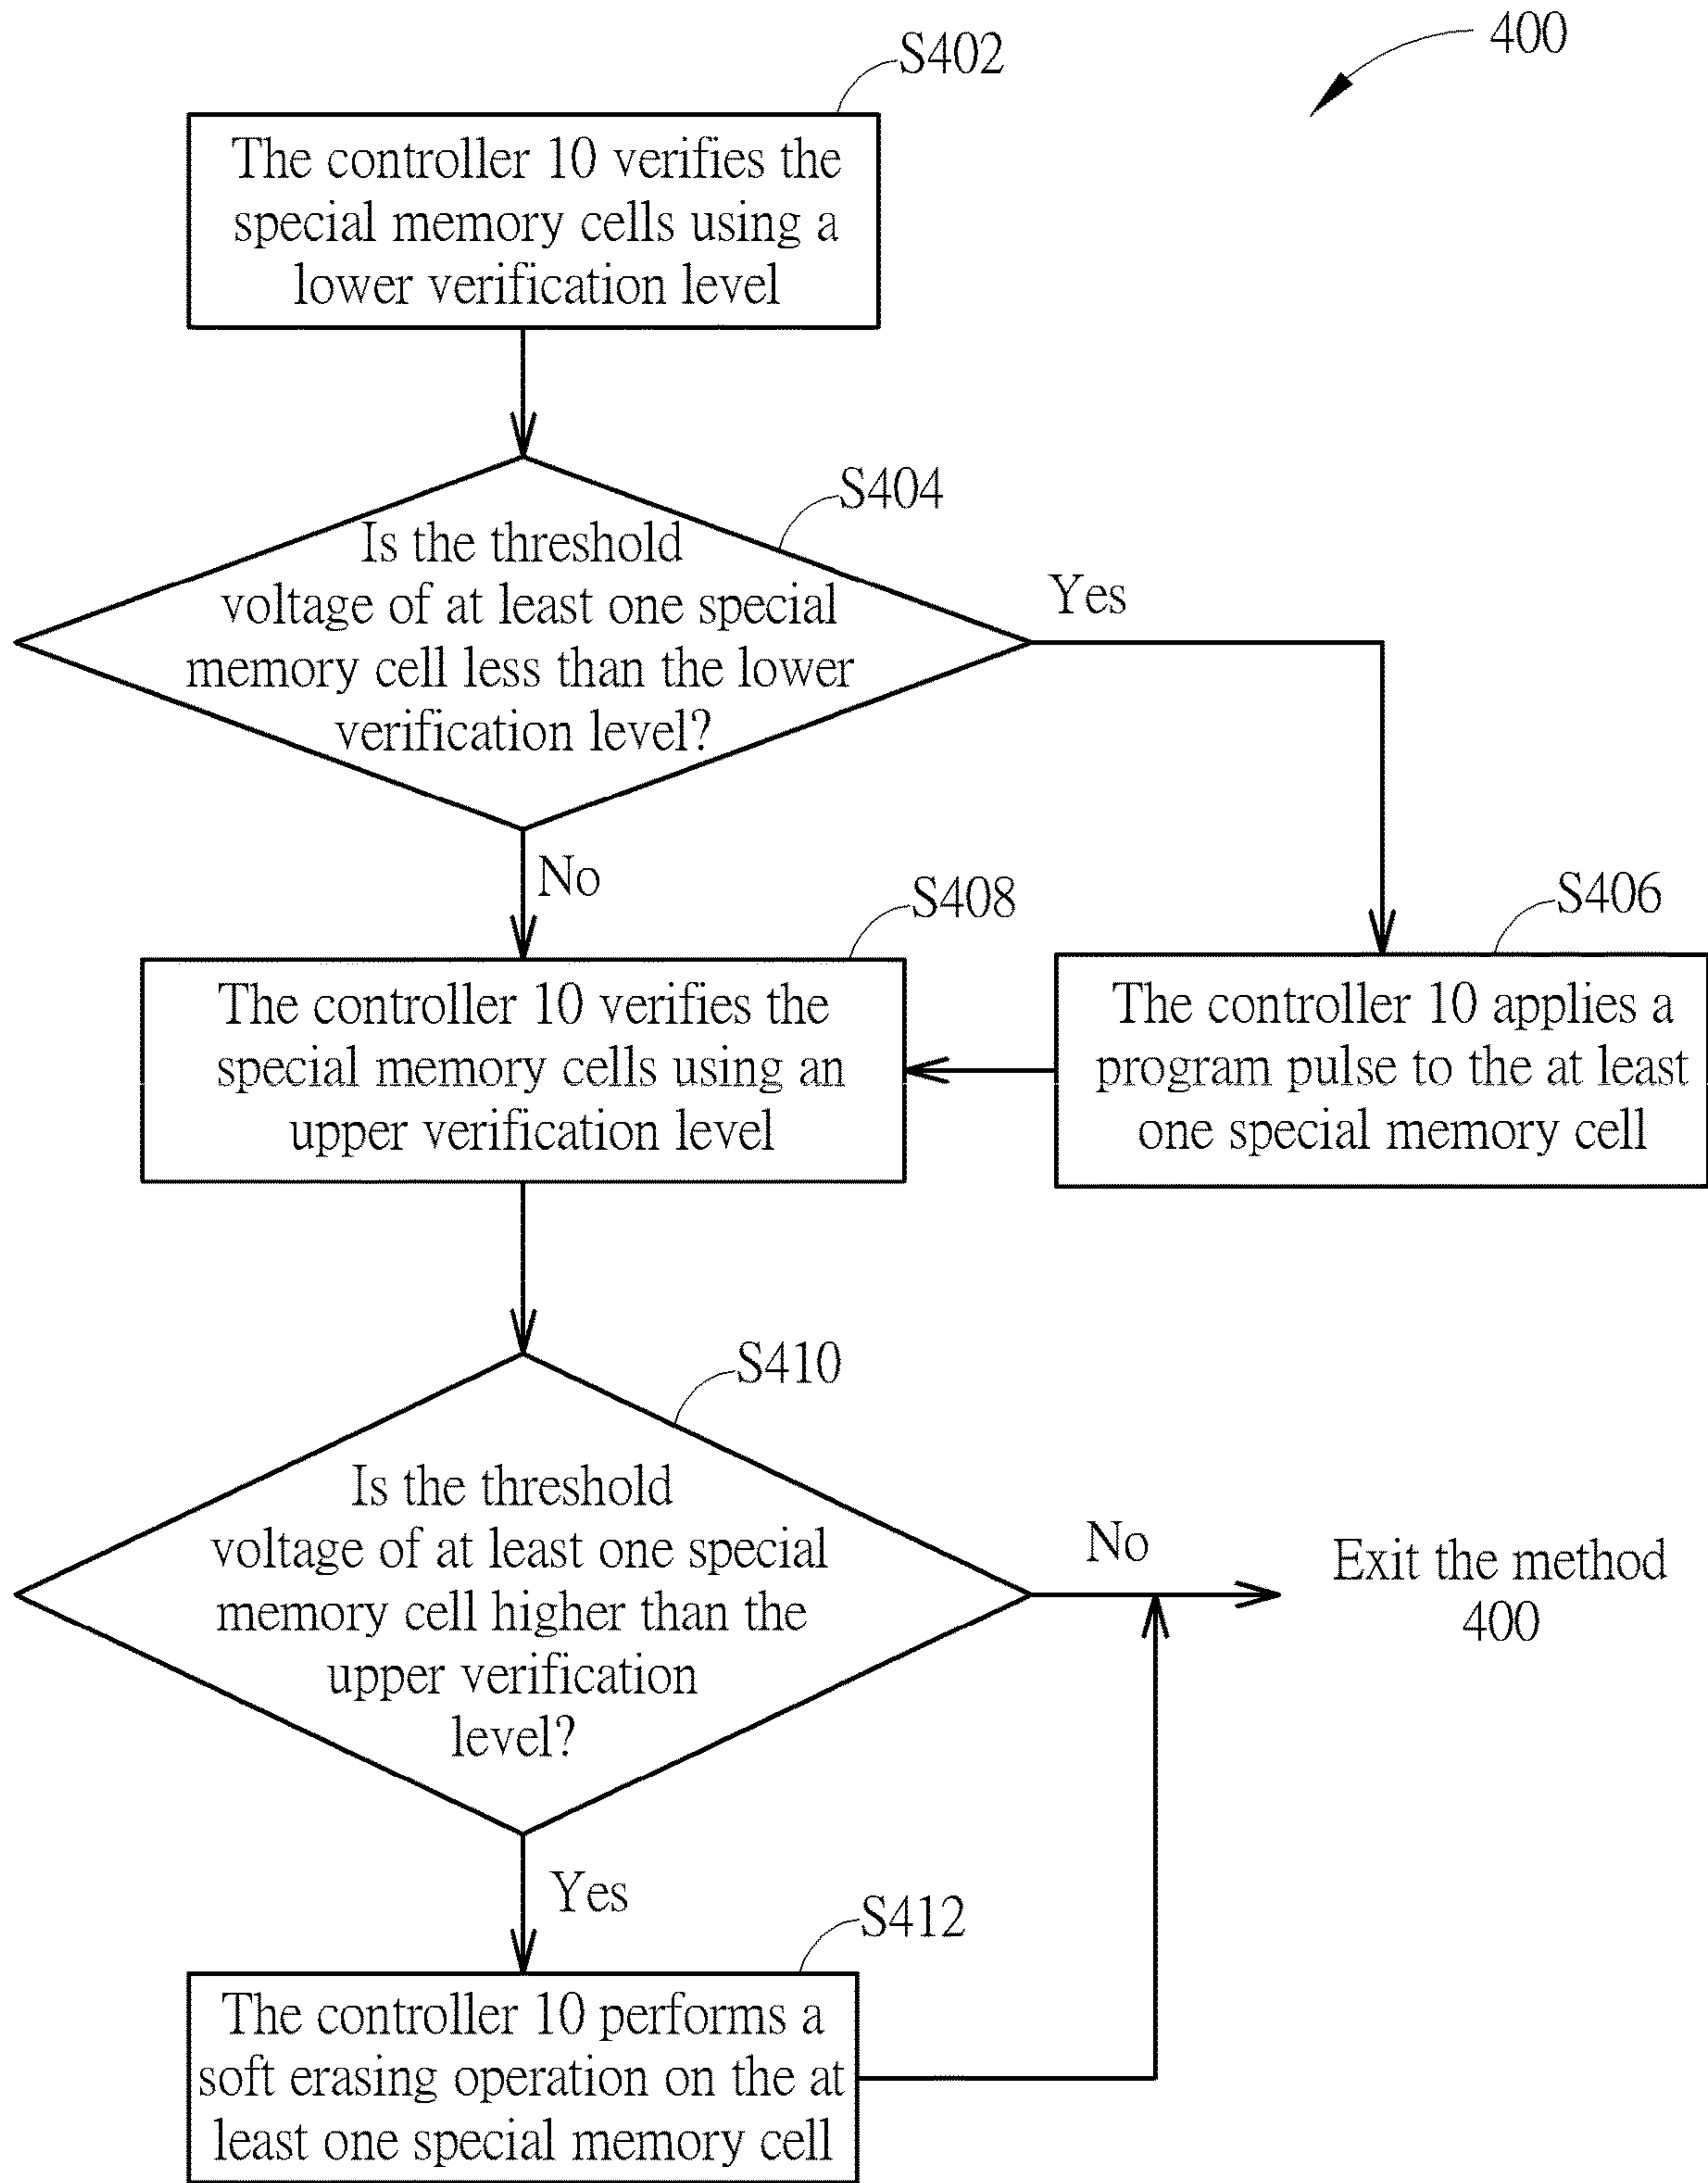 400
S402
The controller 10 verifies the
special memory cells using a
lower verification level
S404
Is the threshold
voltage of at least one special
memory cell less than the lower
verification level?
Yes
No
S408
S406
The controller 10 verifies the
special memory cells using an
upper verification level
The controller 10 applies a
program pulse to the at least
one special memory cell
S410
Is the threshold
voltage of at least one special
memory cell higher than the
upper verification
level?
No
Exit the method
400
Yes
S412
The controller 10 performs a
soft erasing operation on the at
least one special memory cell